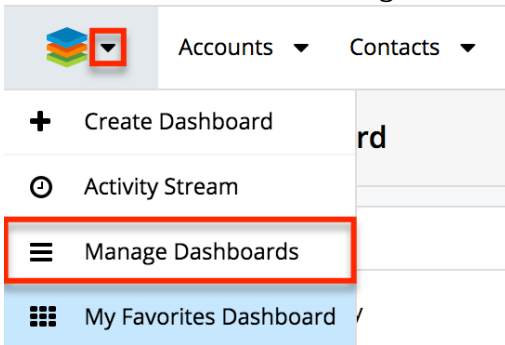 Accounts Contacts
Create Dashboard
rd
Activity Stream
Manage Dashboards
My Favorites Dashboard